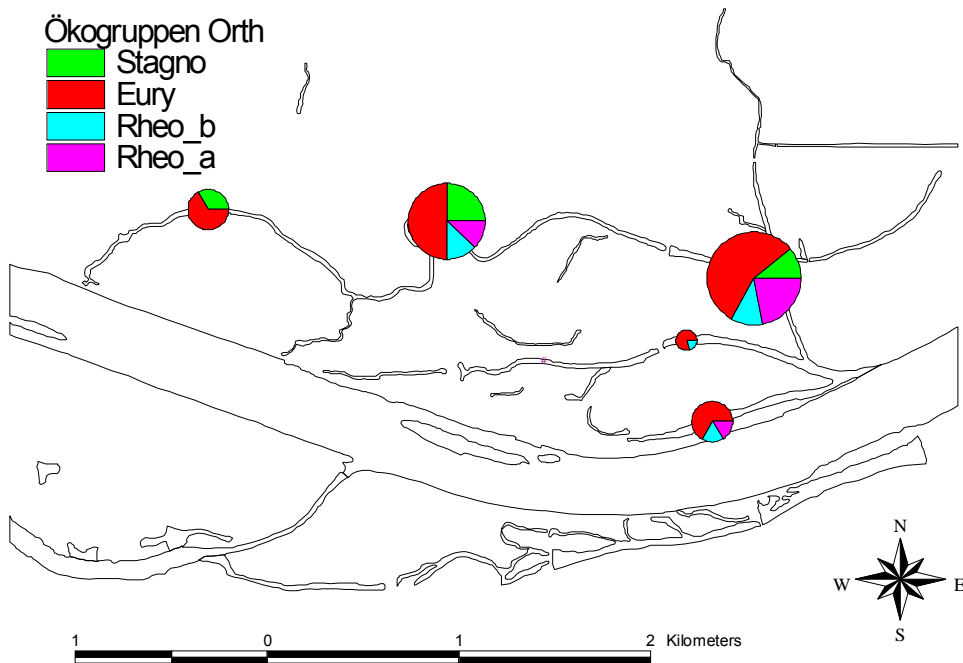 Ökogruppen Orth
Stagno
Eury
Rheo_b
Rheo_a
#
N
W E
S
1 0 1 2 Kilometers